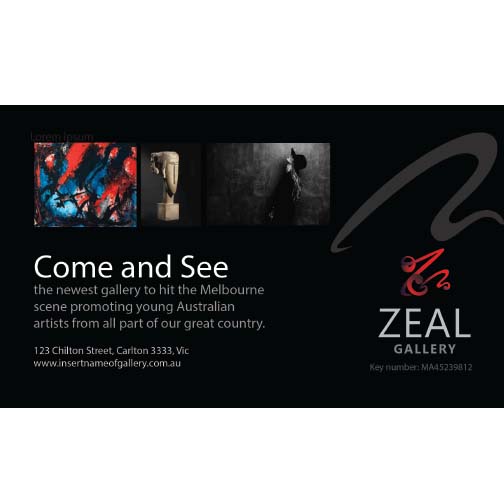 Lorem Ipsum
Come and See
the newest gallery to hit the Melbourne
scene promoting young Australian
artists from all part of our great country.
123 Chilton Street, Carlton 3333, Vic
www.insertnameofgallery.com.au
ZEAL
GALLERY
Key number: MA45239812